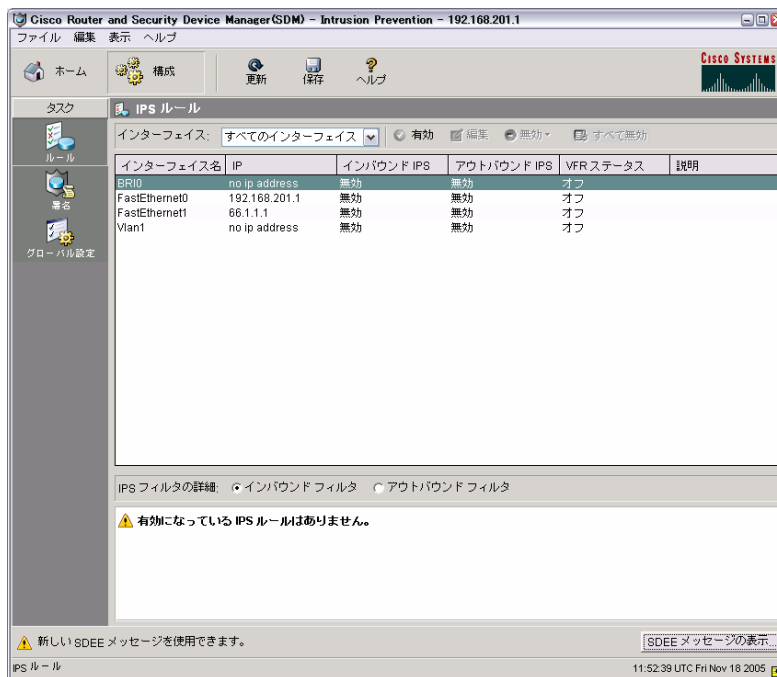 Cisco Router and Security Device Manager(SDM) - Intrusion Prevention - 192.168.201.1
ファイル 編集 表示 ヘルプ
ホーム 構成 更新 保存 ヘルプ
CISCO SYSTEMS
タスク
ルール
署名
グローバル設定
IPS ルール
インターフェイス: すべてのインターフェイス 有効 編集 無効 すべて無効
インターフェイス名 IP インバウンド IPS アウトバウンド IPS VFR ステータス 説明
BRI0 no ip address 無効 無効 オフ
FastEthernet0 192.168.201.1 無効 無効 オフ
FastEthernet1 66.1.1.1 無効 無効 オフ
Vlan1 no ip address 無効 無効 オフ
IPS フィルタの詳細: インバウンド フィルタ アウトバウンド フィルタ
有効になっている IPS ルールはありません。
新しい SDEE メッセージを使用できます。 SDEE メッセージの表示...
IPS ルール 11:52:39 UTC Fri Nov 18 2005